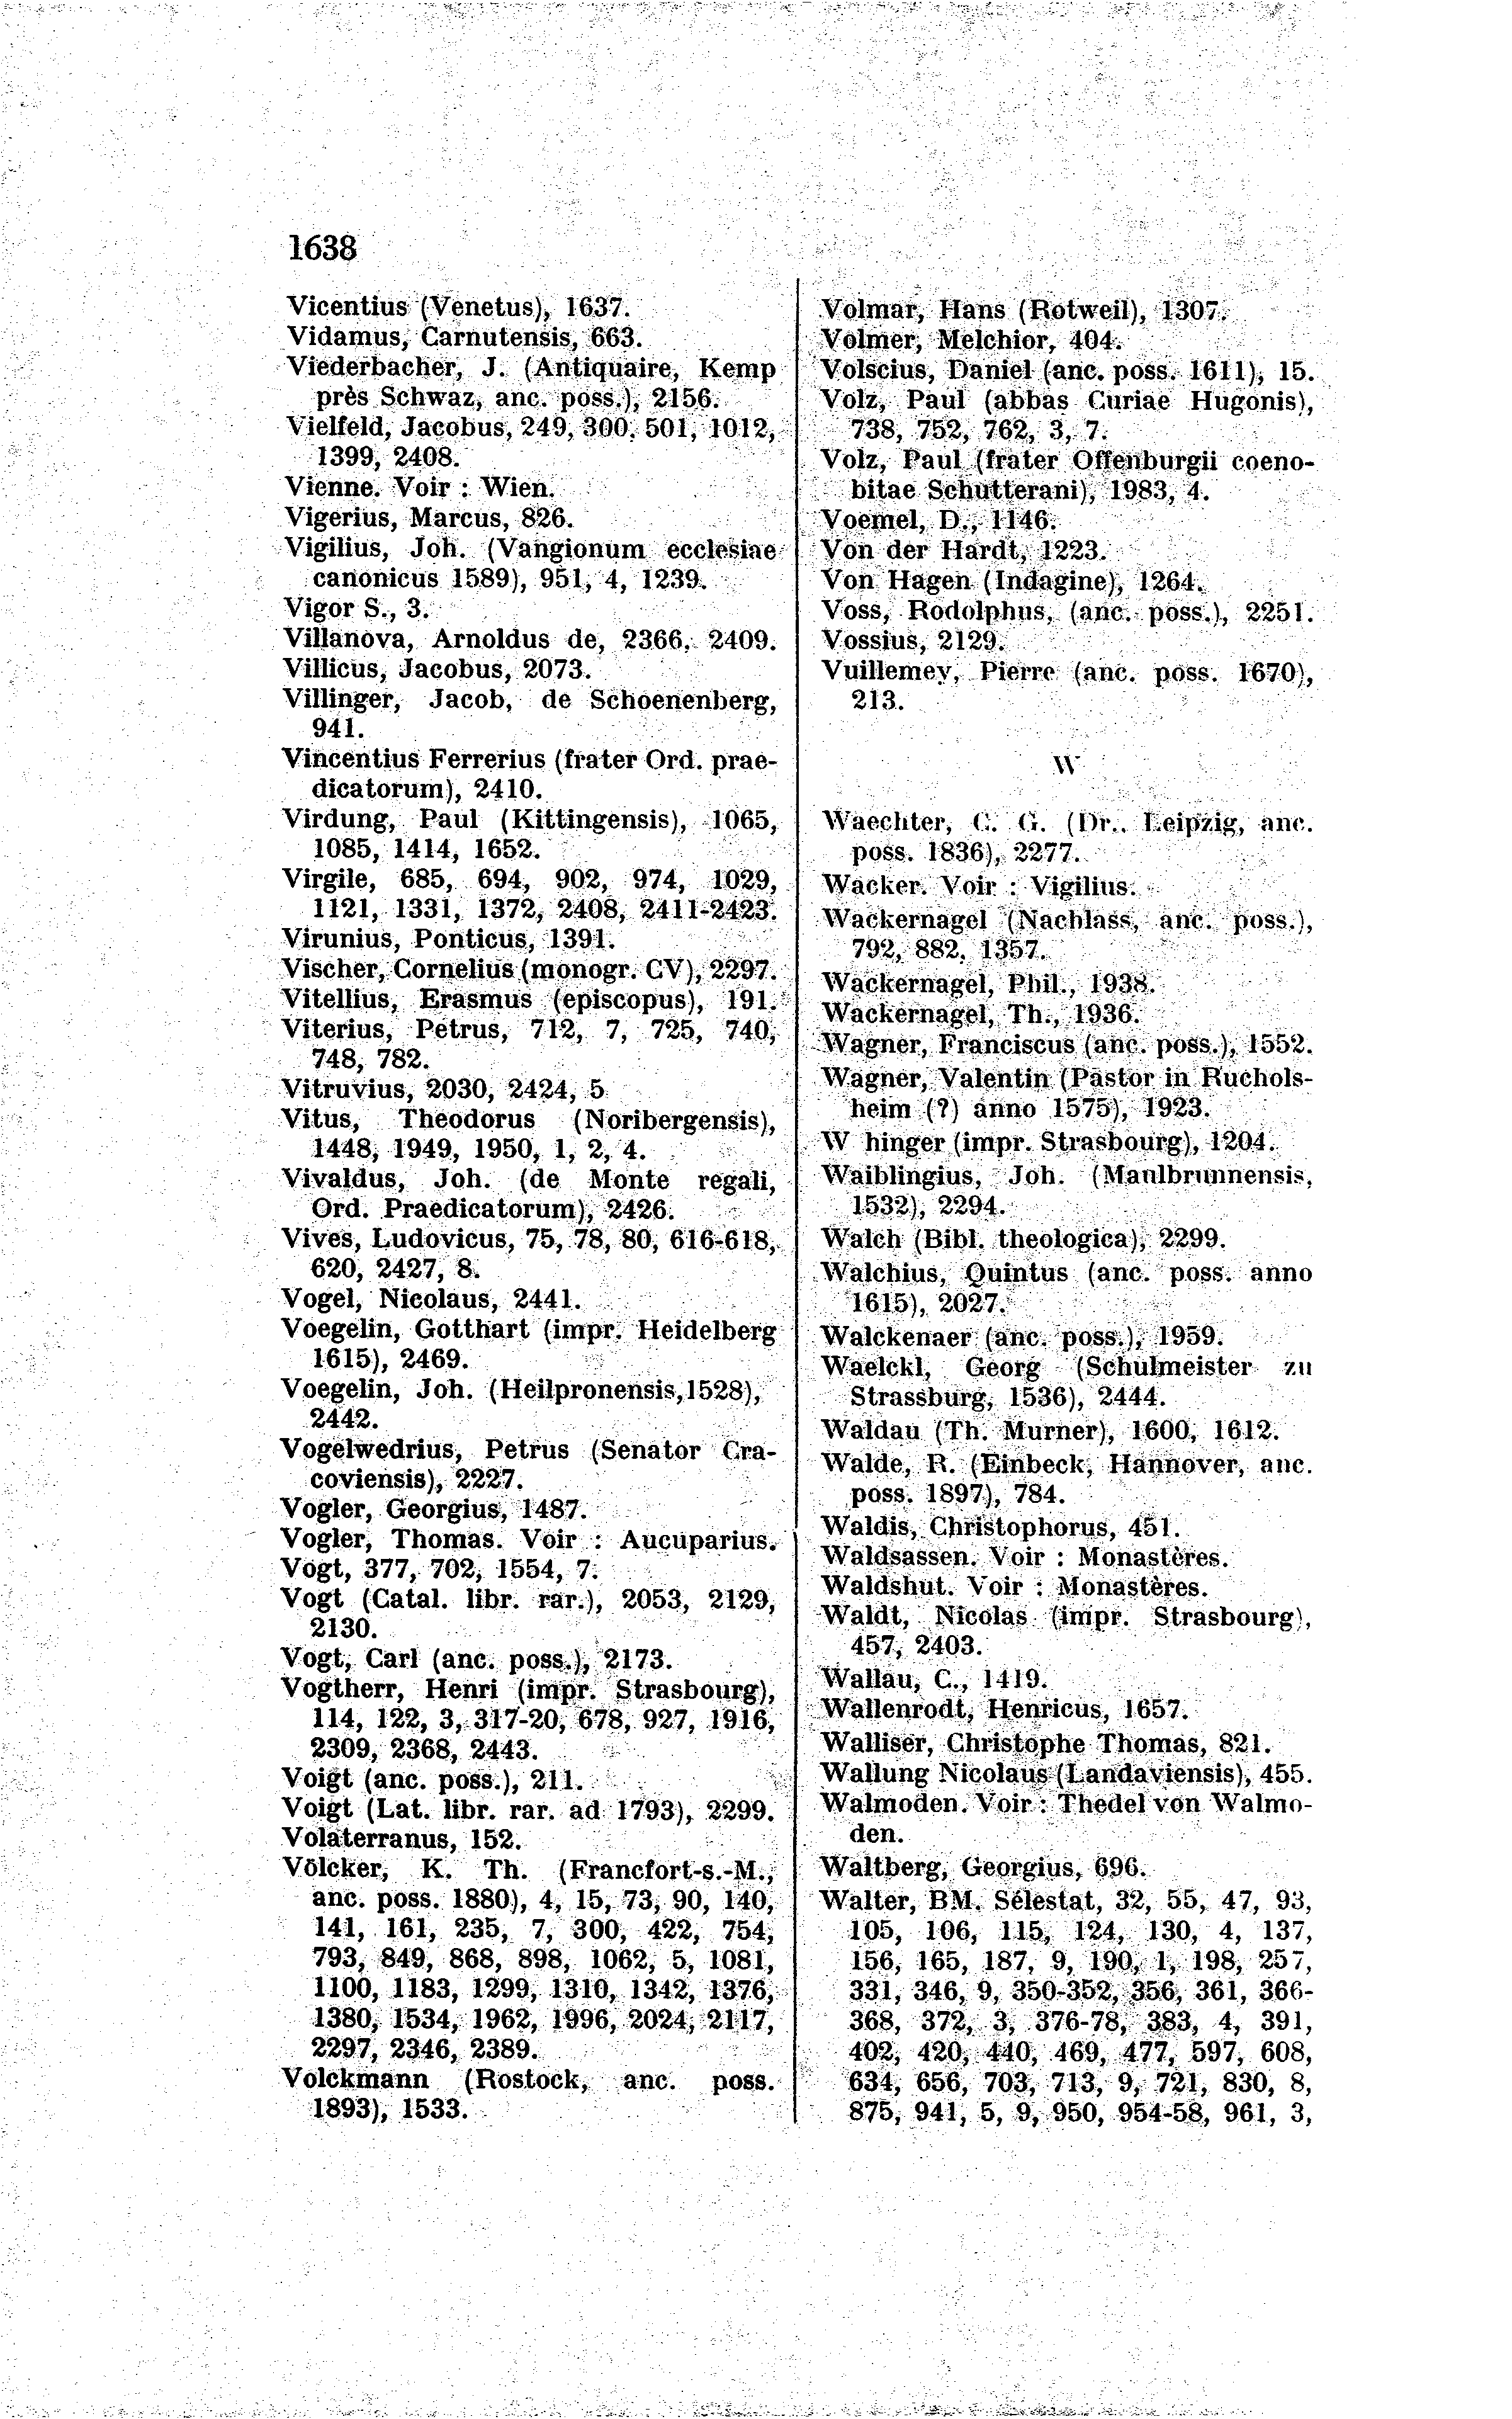 1638
Vicentius (Venetus), 1637.
Vidamus, Carnutensis, 663.
Viederbacher, J. (Antiquaire, Kemp
près Schwaz, anc. poss.), 2156.
Vielfeld, Jacobus, 249, 300, 501, 1012,
1399, 2408.
Vienne. Voir : Wien.
Vigerius, Marcus, 826.
Vigilius, Joh. (Vangionum ecclesiae
canonicus 1589), 951, 4, 1239.
Vigor S., 3.
Villanova, Arnoldus de, 2366, 2409.
Villicus, Jacobus, 2073.
Villinger, Jacob, de Schoenenberg,
941.
Vincentius Ferrerius (frater Ord. prae-
dicatorum), 2410.
Virdung, Paul (Kittingensis), 1065,
1085, 1414, 1652.
Virgile, 685, 694, 902, 974, 1029,
1121, 1331, 1372, 2408, 2411-2423.
Virunius, Ponticus, 1391.
Vischer, Cornelius (monogr. CV), 2297.
Vitellius, Erasmus (episcopus), 191.
Viterius, Petrus, 712, 7, 725, 740,
748, 782.
Vitruvius, 2030, 2424, 5.
Vitus, Theodorus (Noribergensis),
1448, 1949, 1950, 1, 2, 4.
Vivaldus, Joh. (de Monte regali,
Ord. Praedicatorum), 2426.
Vives, Ludovicus, 75, 78, 80, 616-618,
620, 2427, 8.
Vogel, Nicolaus, 2441.
Voegelin, Gotthart (impr. Heidelberg
1615), 2469.
Voegelin, Joh. (Heilpronensis, 1528),
2442.
Vogelwedrius, Petrus (Senator Cra-
coviensis), 2227.
Vogler, Georgius, 1487.
Vogler, Thomas. Voir : Aucuparius.
Vogt, 377, 702, 1554, 7.
Vogt (Catal. libr. rar.), 2053, 2129,
2130.
Vogt, Carl (anc. poss.), 2173.
Vogtherr, Henri (impr. Strasbourg),
114, 122, 3, 317-20, 678, 927, 1916,
2309, 2368, 2443.
Voigt (anc. poss.), 211.
Voigt (Lat. libr. rar. ad 1793), 2299.
Volaterranus, 152.
Völcker, K. Th. (Francfort-s.-M.,
anc. poss. 1880), 4, 15, 73, 90, 140,
141, 161, 235, 7, 300, 422, 754,
793, 849, 868, 898, 1062, 5, 1081,
1100, 1183, 1299, 1310, 1342, 1376,
1380, 1534, 1962, 1996, 2024, 2117,
2297, 2346, 2389.
Volckmann (Rostock, anc. poss.
1893), 1533.
Volmar, Hans (Rotweil), 1307.
Volmer, Melchior, 404.
Volscius, Daniel (anc. poss. 1611), 15.
Volz, Paul (abbas Curiae Hugonis),
738, 752, 762, 3, 7.
Volz, Paul (frater Offenburgii coeno-
bitae Schutterani), 1983, 4.
Voemel, D., 1146.
Von der Hardt, 1223.
Von Hagen (Indagine), 1264.
Voss, Rodolphus, (anc. poss.), 2251.
Vossius, 2129.
Vuillemey, Pierre (anc. poss. 1670),
213.
W
Waechter, C. G. (Dr., Leipzig, anc.
poss. 1836), 2277.
Wacker. Voir : Vigilius.
Wackernagel (Nachlass, anc. poss.),
792, 882, 1357.
Wackernagel, Phil., 1938.
Wackernagel, Th., 1936.
Wagner, Franciscus (anc. poss.), 1552.
Wagner, Valentin (Pastor in Ruchols-
heim (?) anno 1575), 1923.
W hinger (impr. Strasbourg), 1204.
Waiblingius, Joh. (Maulbrunnensis,
1532), 2294.
Walch (Bibl. theologica), 2299.
Walchius, Quintus (anc. poss. anno
1615), 2027.
Walckenaer (anc. poss.), 1959.
Waelckl, Georg (Schulmeister zu
Strassburg, 1536), 2444.
Waldau (Th. Murner), 1600, 1612.
Walde, R. (Einbeck, Hannover, anc.
poss. 1897), 784.
Waldis, Christophorus, 451.
Waldsassen. Voir : Monastères.
Waldshut. Voir : Monastères.
Waldt, Nicolas (impr. Strasbourg),
457, 2403.
Wallau, C., 1419.
Wallenrodt, Henricus, 1657.
Walliser, Christophe Thomas, 821.
Wallung Nicolaus (Landaviensis), 455.
Walmoden. Voir : Thedel von Walmo-
den.
Waltberg, Georgius, 696.
Walter, BM. Sélestat, 32, 55, 47, 93,
105, 106, 115, 124, 130, 4, 137,
156, 165, 187, 9, 190, 1, 198, 257,
331, 346, 9, 350-352, 356, 361, 366-
368, 372, 3, 376-78, 383, 4, 391,
402, 420, 440, 469, 477, 597, 608,
634, 656, 703, 713, 9, 721, 830, 8,
875, 941, 5, 9, 950, 954-58, 961, 3,